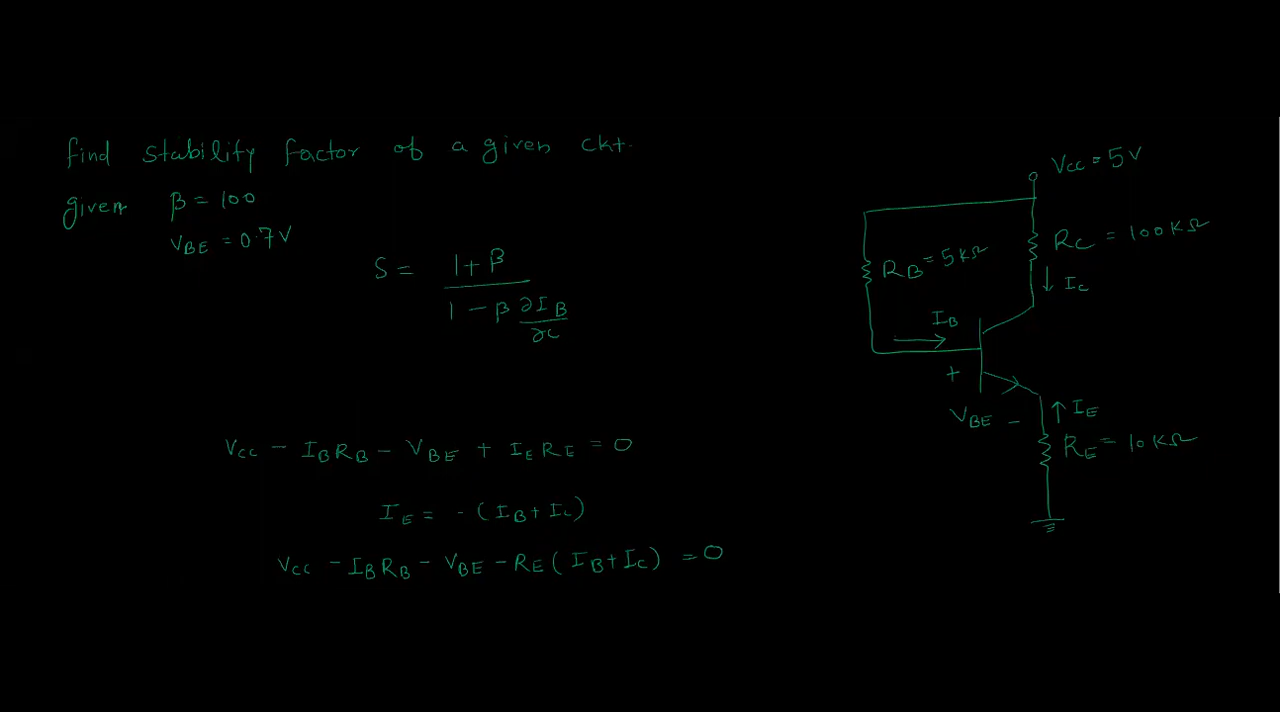 find stability factor of a given ckt.
given β = 100
VBE = 0.7V
S = 1 + β / 1 - β ∂IB / ∂C
VCC - IBRB - VBE + IERE = 0
IE = -(IB + IC)
VCC - IBRB - VBE - RE(IB + IC) = 0
VCC = 5V
RC = 100KΩ
RB = 5KΩ
↓ IC
IB
+
VBE -
↑ IE
RE = 10KΩ